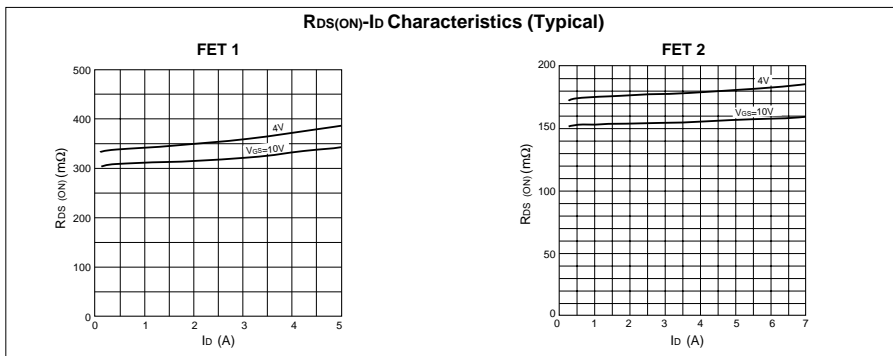 RDS(ON)-ID Characteristics (Typical)
FET 1
500
400
300
200
100
0
RDS (ON) (mΩ)
4V
VGS=10V
0 1 2 3 4 5
ID (A)
FET 2
200
150
100
50
0
RDS (ON) (mΩ)
4V
VGS=10V
0 1 2 3 4 5 6 7
ID (A)